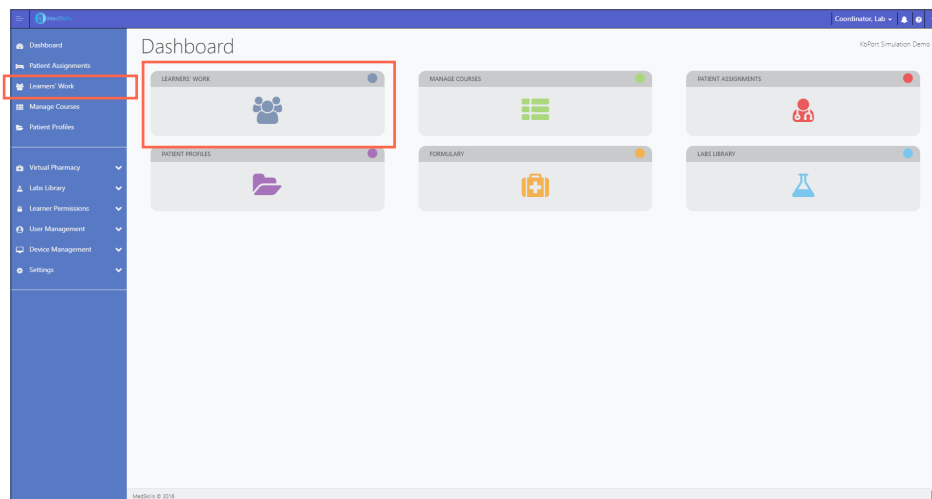 MedSkills
Coordinator, Lab
Dashboard
Patient Assignments
Learners' Work
Manage Courses
Patient Profiles
Virtual Pharmacy
Labs Library
Learner Permissions
User Management
Device Management
Settings
Dashboard
KbPort Simulation Demo
LEARNERS' WORK
MANAGE COURSES
PATIENT ASSIGNMENTS
PATIENT PROFILES
FORMULARY
LABS LIBRARY
MedSkills © 2018